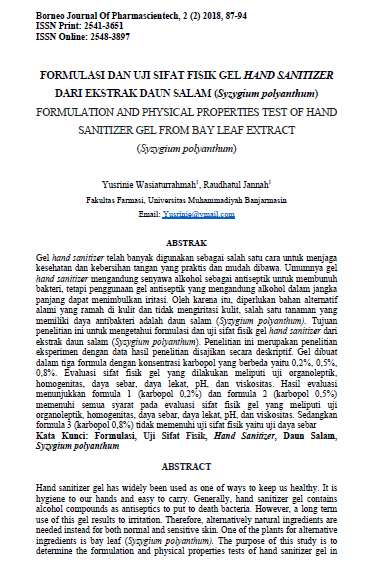 Borneo Journal Of Pharmascientech, 2 (2) 2018, 87-94
ISSN Print: 2541-3651
ISSN Online: 2548-3897
FORMULASI DAN UJI SIFAT FISIK GEL HAND SANITIZER
DARI EKSTRAK DAUN SALAM (Syzygium polyanthum)
FORMULATION AND PHYSICAL PROPERTIES TEST OF HAND
SANITIZER GEL FROM BAY LEAF EXTRACT
(Syzygium polyanthum)
Yusrinie Wasiaturrahmah¹, Raudhatul Jannah¹
Fakultas Farmasi, Universitas Muhammadiyah Banjarmasin
Email: Yusrinie@ymail.com
ABSTRAK
Gel hand sanitizer telah banyak digunakan sebagai salah satu cara untuk menjaga
kesehatan dan kebersihan tangan yang praktis dan mudah dibawa. Umumnya gel
hand sanitizer mengandung senyawa alkohol sebagai antiseptik untuk membunuh
bakteri, tetapi penggunaan gel antiseptik yang mengandung alkohol dalam jangka
panjang dapat menimbulkan iritasi. Oleh karena itu, diperlukan bahan alternatif
alami yang ramah di kulit dan tidak mengiritasi kulit, salah satu tanaman yang
memiliki daya antibakteri adalah daun salam (Syzygium polyanthum). Tujuan
penelitian ini untuk mengetahui formulasi dan uji sifat fisik gel hand sanitizer dari
ekstrak daun salam (Syzygium polyanthum). Penelitian ini merupakan penelitian
eksperimen dengan data hasil penelitian disajikan secara deskriptif. Gel dibuat
dalam tiga formula dengan konsentrasi karbopol yang berbeda yaitu 0,2%, 0,5%,
0,8%. Evaluasi sifat fisik gel yang dilakukan meliputi uji organoleptik,
homogenitas, daya sebar, daya lekat, pH, dan viskositas. Hasil evaluasi
menunjukkan formula 1 (karbopol 0,2%) dan formula 2 (karbopol 0,5%)
memenuhi semua syarat pada evaluasi sifat fisik gel yang meliputi uji
organoleptik, homogenitas, daya sebar, daya lekat, pH, dan viskositas. Sedangkan
formula 3 (karbopol 0,8%) tidak memenuhi uji sifat fisik yaitu uji daya sebar
Kata Kunci: Formulasi, Uji Sifat Fisik, Hand Sanitizer, Daun Salam,
Syzygium polyanthum
ABSTRACT
Hand sanitizer gel has widely been used as one of ways to keep us healthy. It is
hygiene to our hands and easy to carry. Generally, hand sanitizer gel contains
alcohol compounds as antiseptics to put to death bacteria. However, a long term
use of this gel results to irritation. Therefore, alternatively natural ingredients are
needed instead for both normal and sensitive skin. One of the plants for alternative
ingredients is bay leaf (Syzygium polyanthum). The purpose of this study is to
determine the formulation and physical properties tests of hand sanitizer gel in